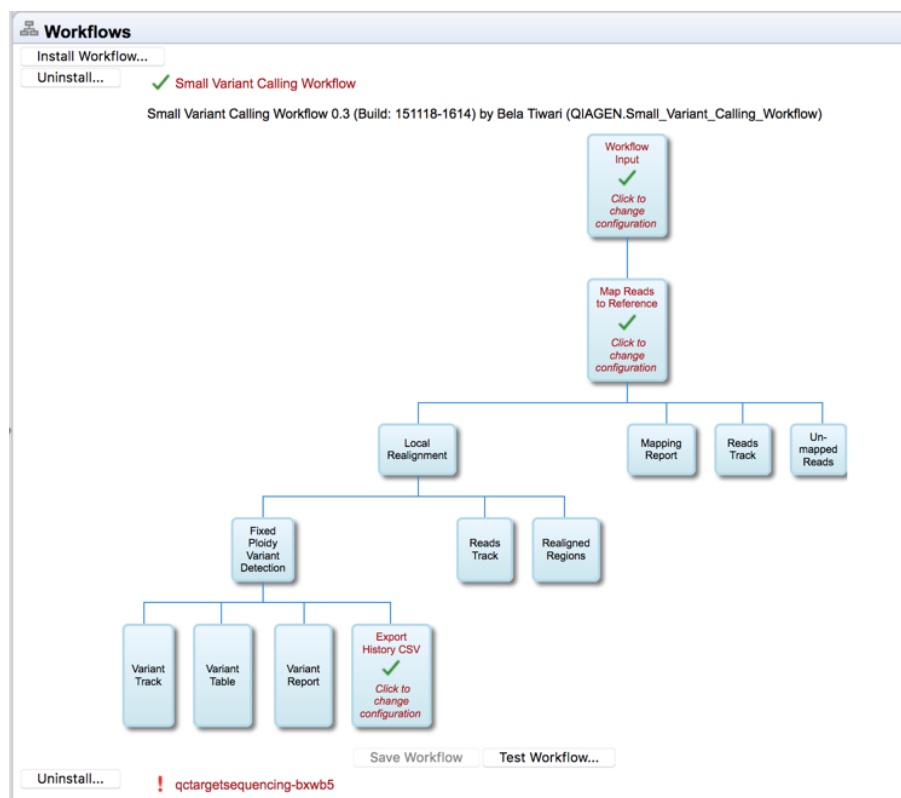 Workflows
Install Workflow...
Uninstall...
Small Variant Calling Workflow
Small Variant Calling Workflow 0.3 (Build: 151118-1614) by Bela Tiwari (QIAGEN.Small_Variant_Calling_Workflow)
Workflow
Input
Click to
change
configuration
Map Reads
to Reference
Click to
change
configuration
Local
Realignment
Mapping
Report
Reads
Track
Un-
mapped
Reads
Fixed
Ploidy
Variant
Detection
Reads
Track
Realigned
Regions
Variant
Track
Variant
Table
Variant
Report
Export
History CSV
Click to
change
configuration
Save Workflow
Test Workflow...
Uninstall...
! qctargetsequencing-bxwb5